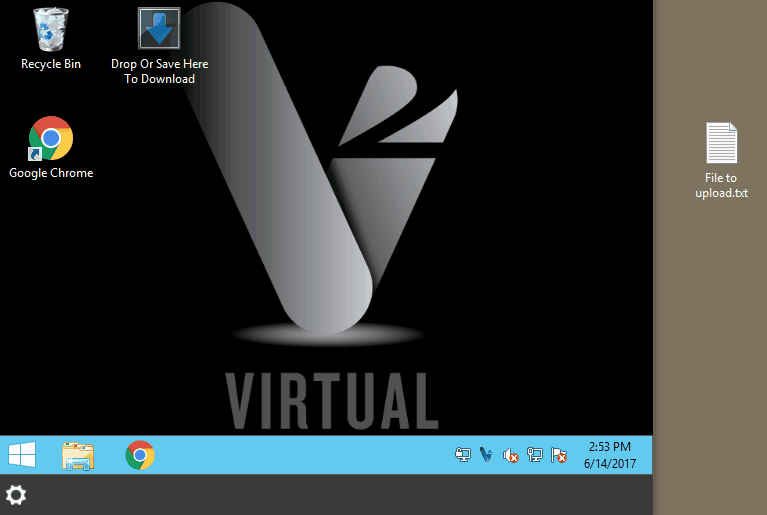 Recycle Bin
Drop Or Save Here
To Download
Google Chrome
File to
upload.txt
VIRTUAL
2:53 PM
6/14/2017